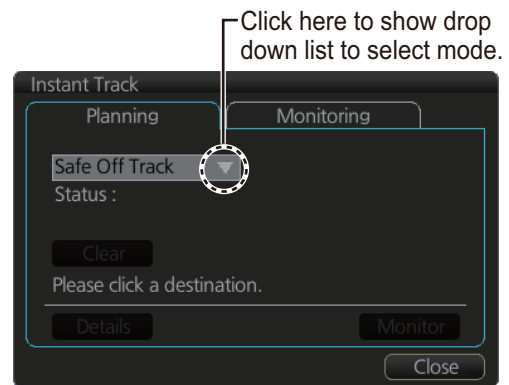 Click here to show drop
down list to select mode.
Instant Track
Planning
Monitoring
Safe Off Track
Status :
Clear
Please click a destination.
Details
Monitor
Close